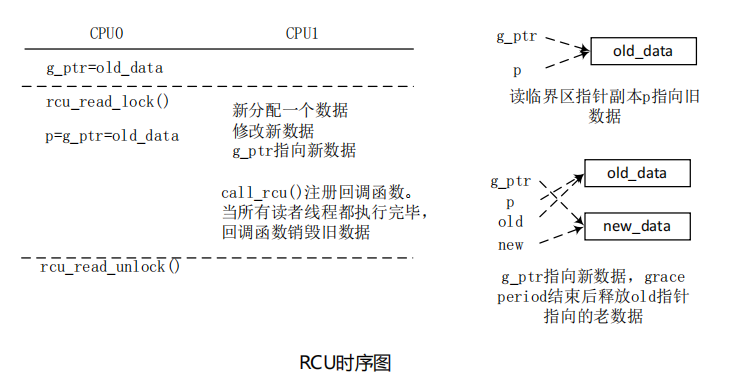 CPU0
CPU1
g_ptr=old_data
rcu_read_lock()
p=g_ptr=old_data
新分配一个数据
修改新数据
g_ptr指向新数据
call_rcu()注册回调函数。
当所有读者线程都执行完毕，
回调函数销毁旧数据
rcu_read_unlock()
g_ptr
p
old_data
读临界区指针副本p指向旧
数据
g_ptr
p
old
new
old_data
new_data
g_ptr指向新数据，grace
period结束后释放old指针
指向的老数据
RCU时序图